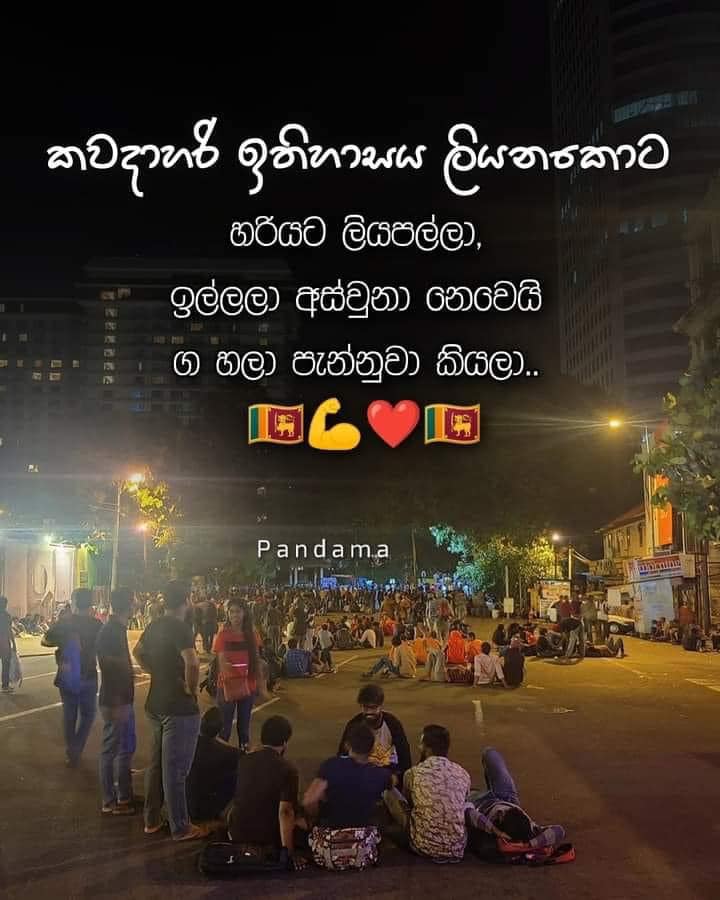 කවදාහරි ඉතිහාසය ලියනකොට
හරියට ලියපල්ලා,
ඉල්ලලා අස්වුනා නෙවෙයි
ග හලා පැන්නුවා කියලා..
Pandama